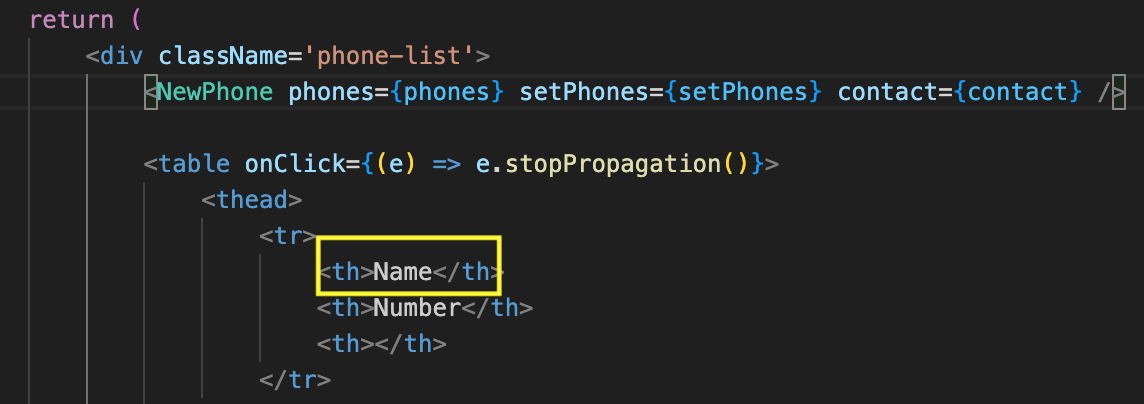 return (
<div className='phone-list'>
<NewPhone phones={phones} setPhones={setPhones} contact={contact} />
<table onClick={(e) => e.stopPropagation()}>
<thead>
<tr>
<th>Name</th>
<th>Number</th>
<th></th>
</tr>